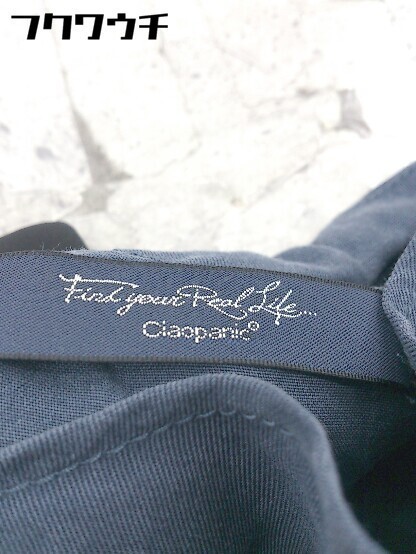 フクワウチ
Find your Real Life...
Ciaopanic®